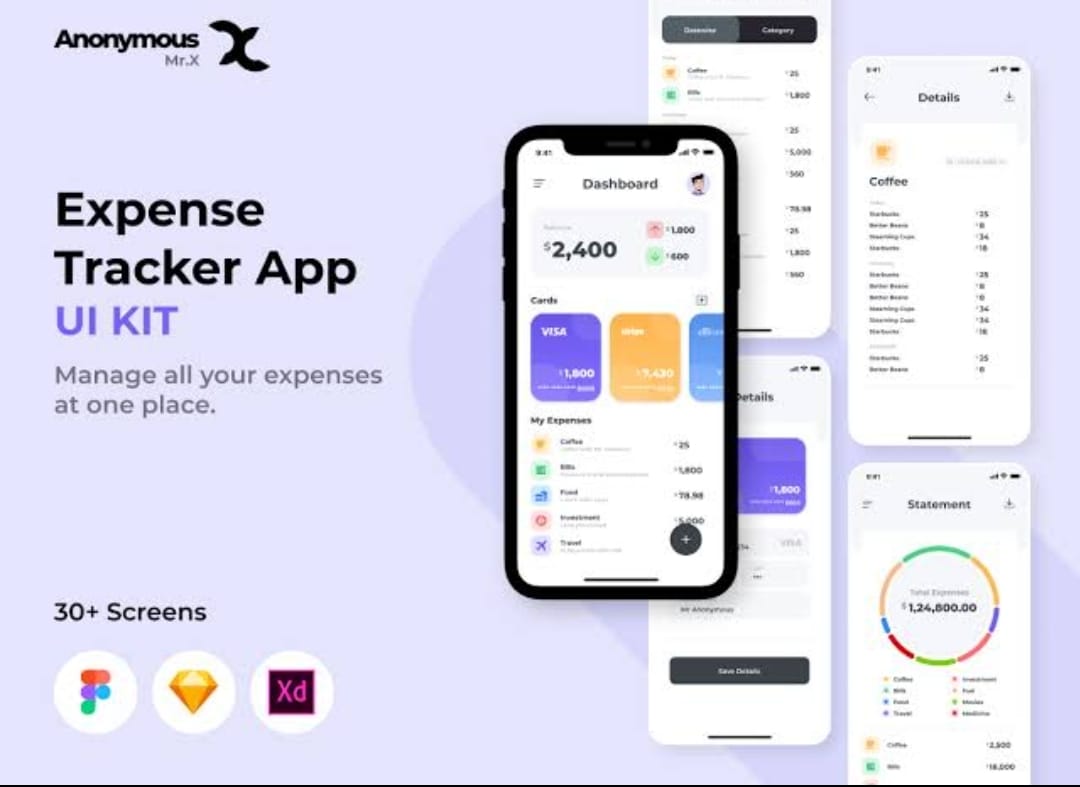 Anonymous
Mr.X
Expense
Tracker App
UI KIT
Manage all your expenses
at one place.
30+ Screens
Xd
9:41
Dashboard
Balance
$2,400
$1,800
$600
Cards
VISA
$1,800
stripe
$7,430
My Expenses
Coffee
$25
Bills
$1,800
Food
$78.98
Investment
$5,000
Travel
+
Datewise
Category
Coffee
$25
Bills
$1,800
$25
$5,000
$560
$78.98
$25
$1,800
$560
Details
$1,800
VISA
Mr Anonymous
Save Details
9:41
Details
Coffee
Starbucks $25
Better Beans $8
Steaming Cups $34
Starbucks $18
Starbucks $25
Better Beans $8
Better Beans $8
Steaming Cups $34
Steaming Cups $34
Starbucks $18
Starbucks $25
Better Beans $8
9:41
Statement
Total Expenses
$1,24,800.00
Coffee
Investment
Bills
Fuel
Food
Movies
Travel
Medicine
Coffee
$2,500
Bills
$18,000